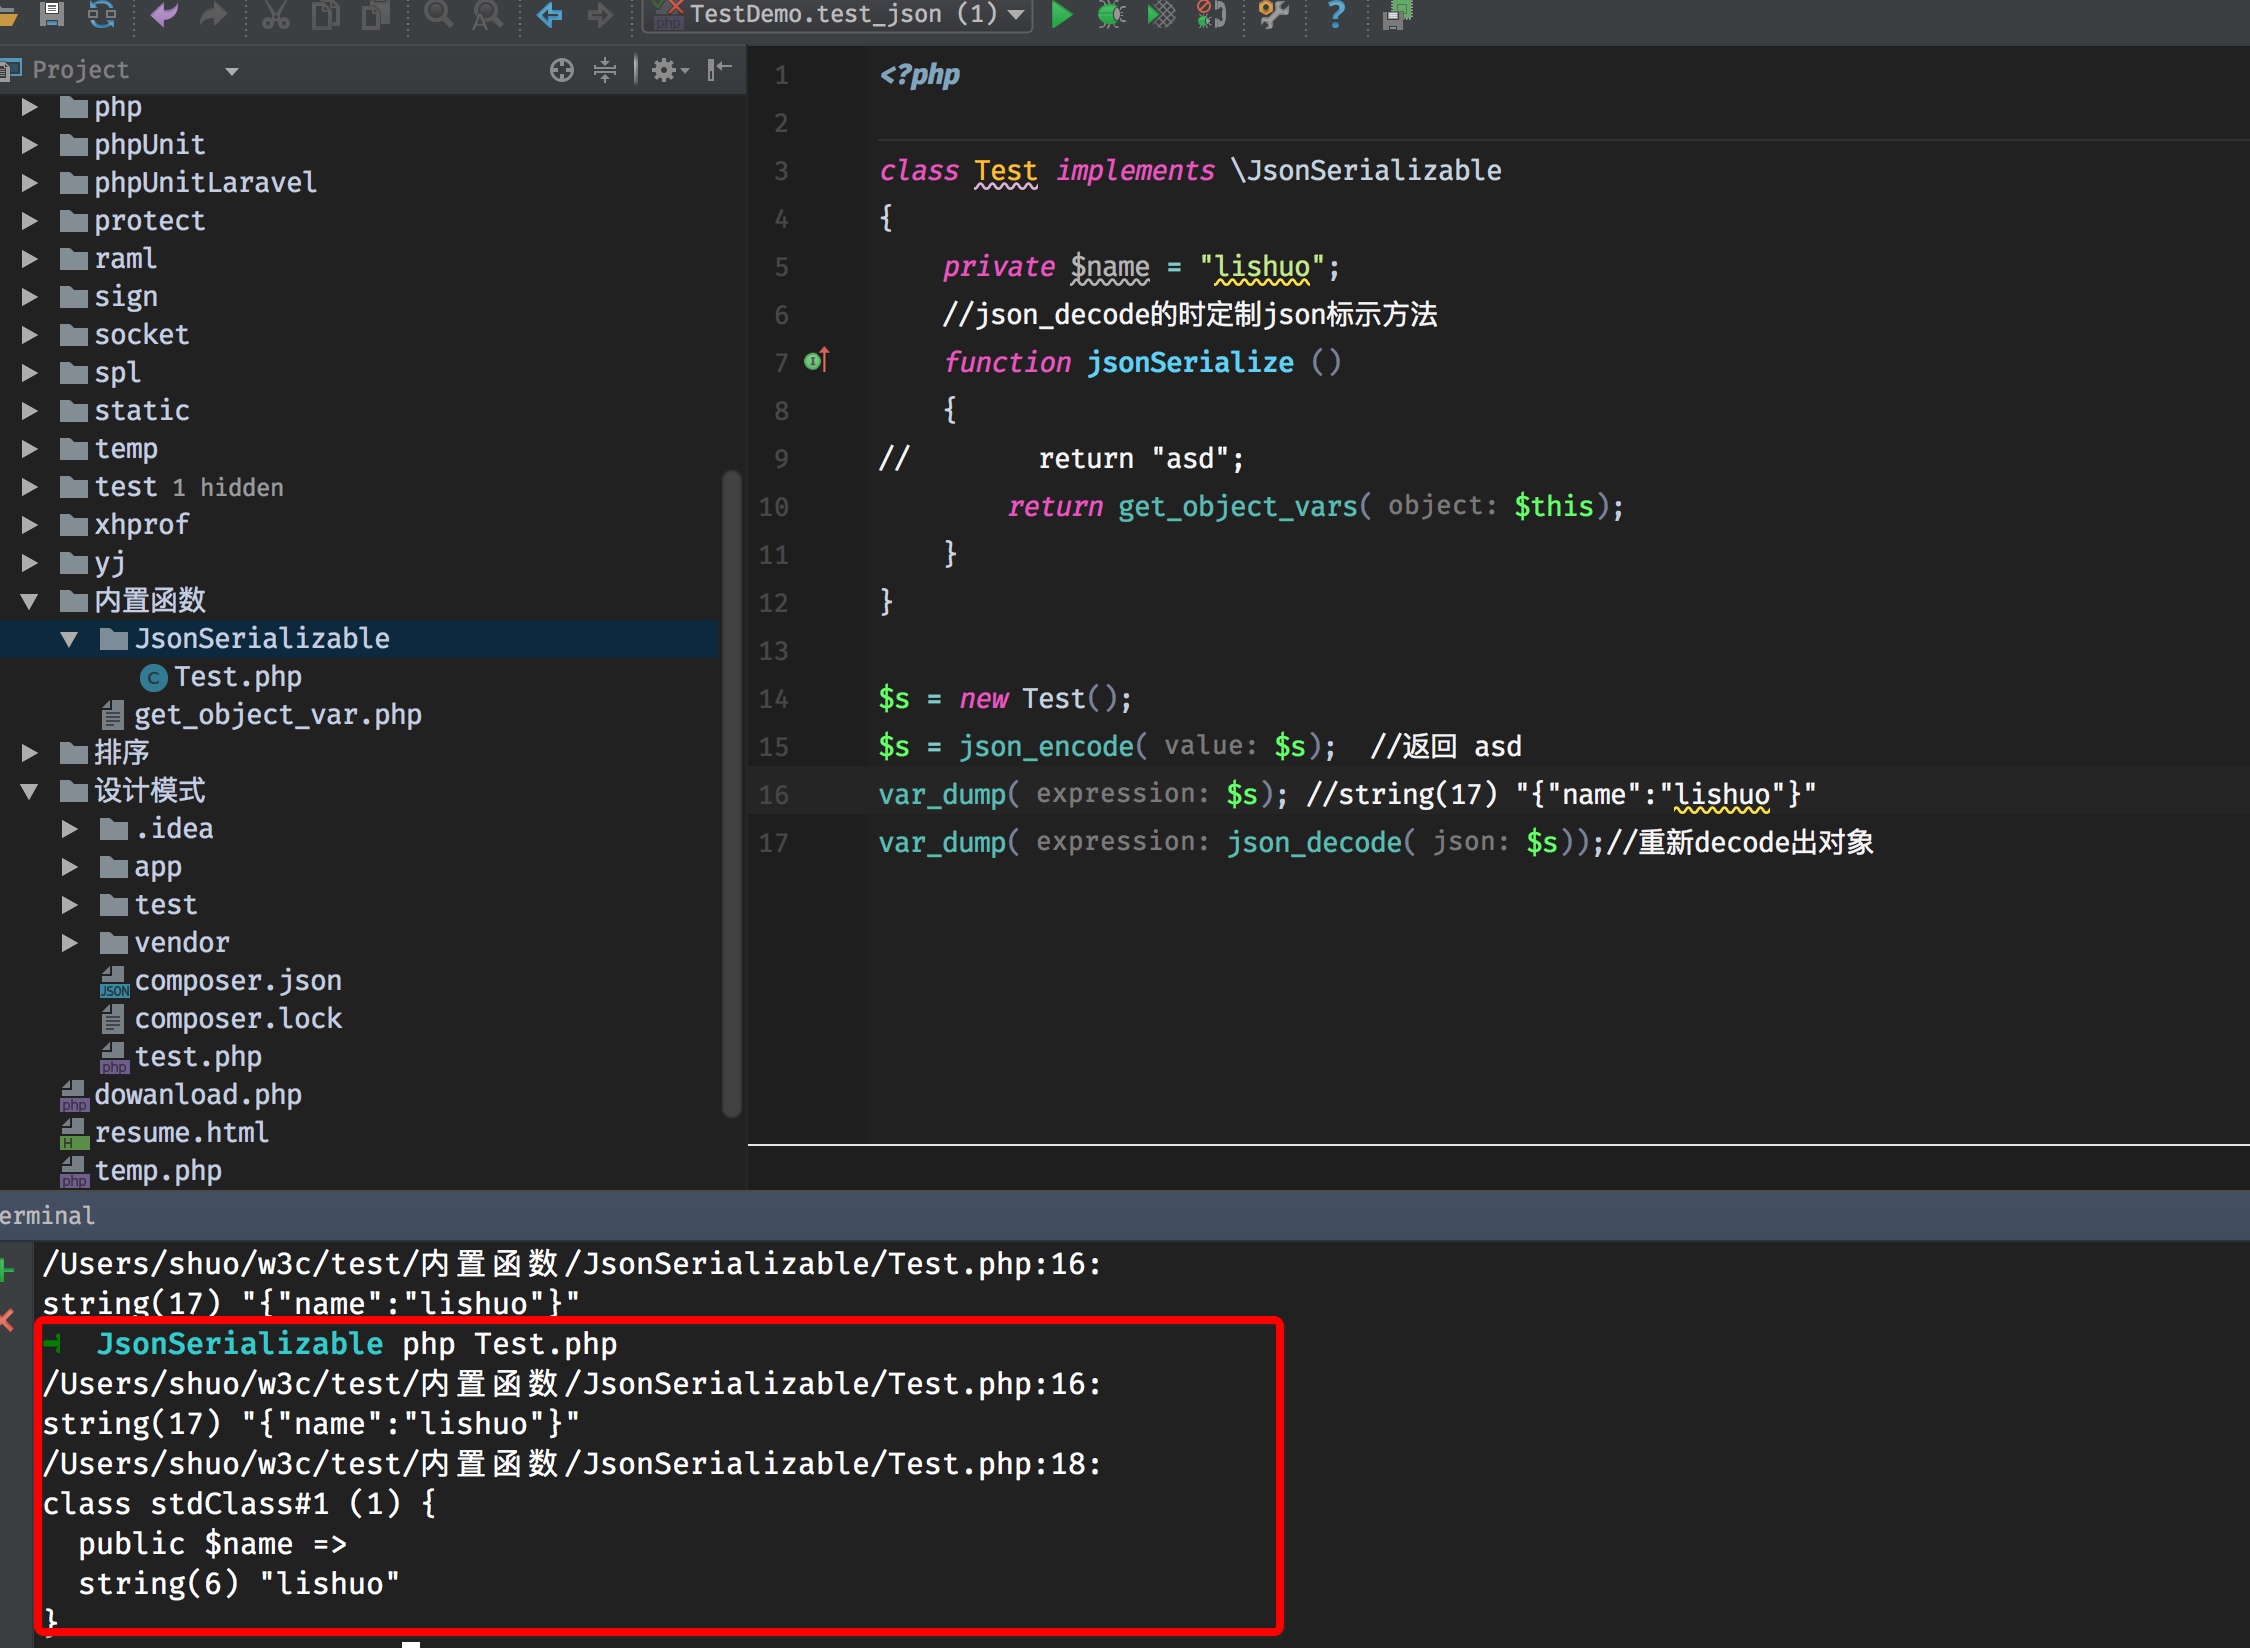 TestDemo.test_json (1)
Project
php
phpUnit
phpUnitLaravel
protect
raml
sign
socket
spl
static
temp
test 1 hidden
xhprof
yj
内置函数
JsonSerializable
Test.php
get_object_var.php
排序
设计模式
.idea
app
test
vendor
composer.json
composer.lock
test.php
dowanload.php
resume.html
temp.php
1 <?php
2
3 class Test implements \JsonSerializable
4 {
5 private $name = "lishuo";
6 //json_decode的时定制json标示方法
7 function jsonSerialize ()
8 {
9 // return "asd";
10 return get_object_vars( object: $this);
11 }
12 }
13
14 $s = new Test();
15 $s = json_encode( value: $s); //返回 asd
16 var_dump( expression: $s); //string(17) "{"name":"lishuo"}"
17 var_dump( expression: json_decode( json: $s));//重新decode出对象
erminal
/Users/shuo/w3c/test/内置函数/JsonSerializable/Test.php:16:
string(17) "{"name":"lishuo"}"
JsonSerializable php Test.php
/Users/shuo/w3c/test/内置函数/JsonSerializable/Test.php:16:
string(17) "{"name":"lishuo"}"
/Users/shuo/w3c/test/内置函数/JsonSerializable/Test.php:18:
class stdClass#1 (1) {
public $name =>
string(6) "lishuo"
}